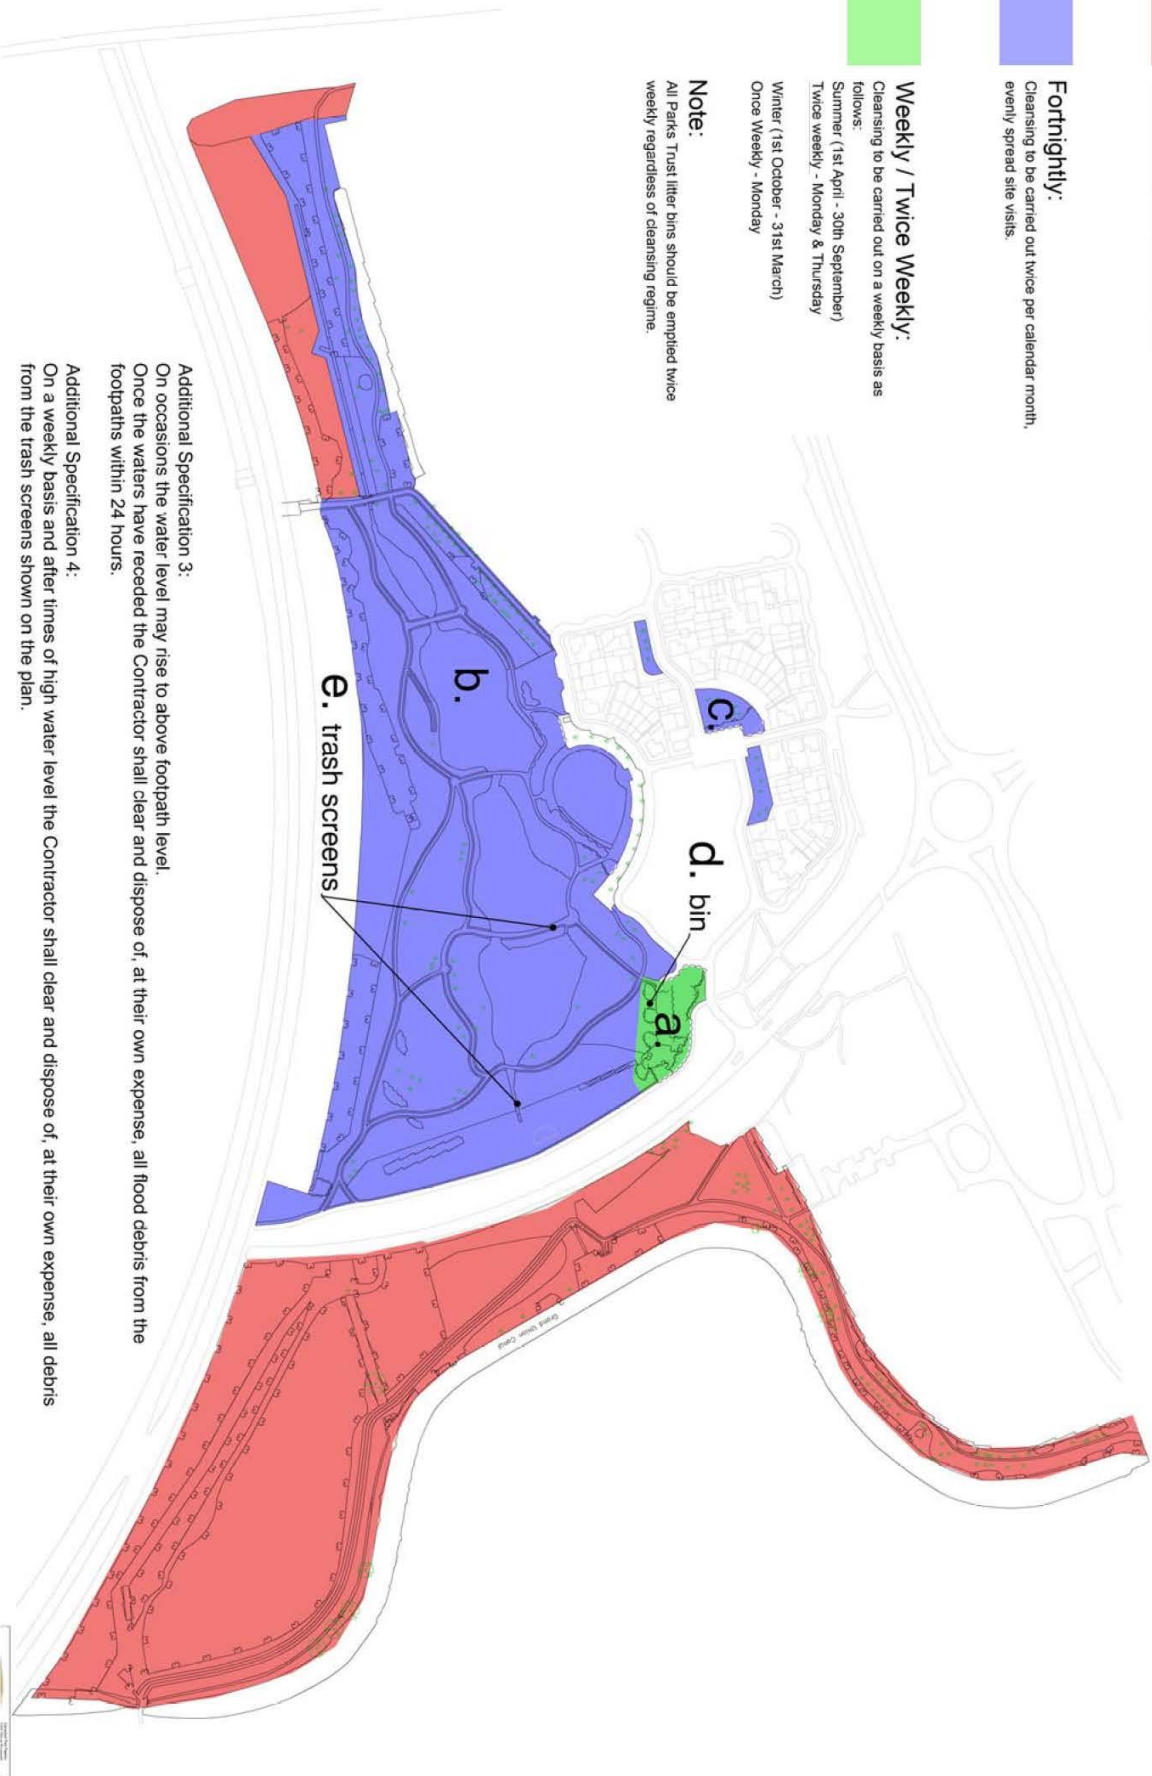 Fortnightly:
Cleansing to be carried out twice per calendar month,
evenly spread site visits.
Weekly / Twice Weekly:
Cleansing to be carried out on a weekly basis as
follows:
Summer (1st April - 30th September)
Twice weekly - Monday & Thursday
Winter (1st October - 31st March)
Once Weekly - Monday
Note:
All Parks Trust litter bins should be emptied twice
weekly regardless of cleansing regime.
c.
d. bin
a.
b.
e. trash screens
Grand Union Canal
Additional Specification 3:
On occasions the water level may rise to above footpath level.
Once the waters have receded the Contractor shall clear and dispose of, at their own expense, all flood debris from the
footpaths within 24 hours.
Additional Specification 4:
On a weekly basis and after times of high water level the Contractor shall clear and dispose of, at their own expense, all debris
from the trash screens shown on the plan.